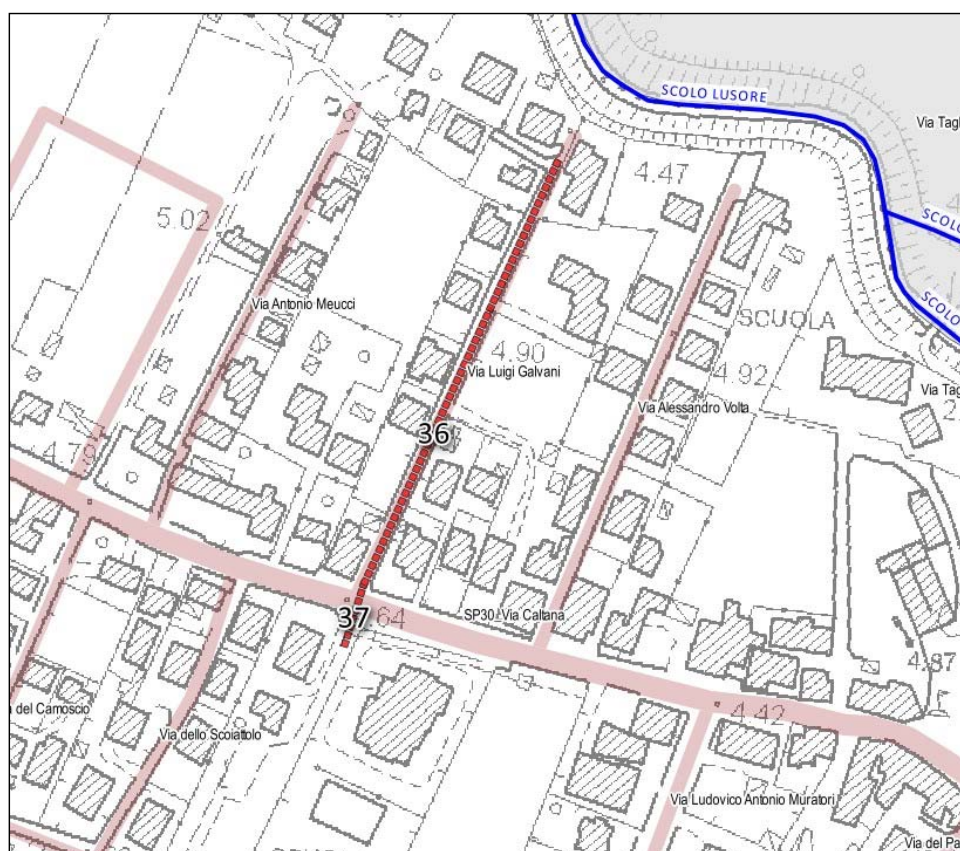 SCOLO LUSORE
Via Tagl
4.47
5.02
SCOLO
Via Antonio Meucci
SCOLO
SCUOLA
4.90
Via Luigi Galvani
4.92
Via Tag
Via Alessandro Volta
36
4.79
SP30 Via Caltana
37
64
4.87
a del Camoscio
4.42
Via dello Scoiattolo
Via Ludovico Antonio Muratori
Via del Pa